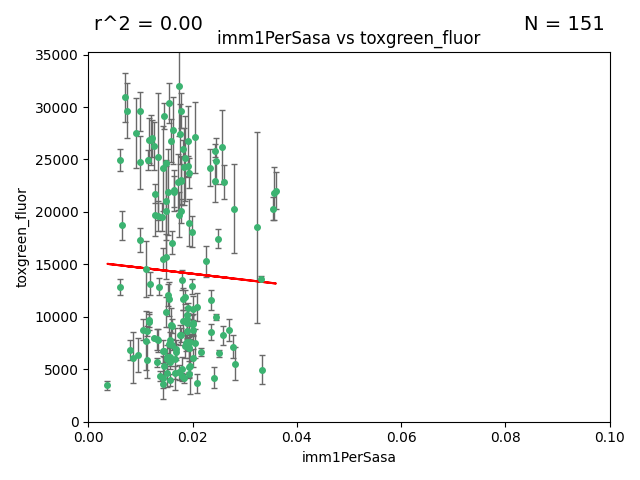 r^2 = 0.00
N = 151
imm1PerSasa vs toxgreen_fluor
35000
30000
25000
20000
15000
10000
5000
0
toxgreen_fluor
0.00 0.02 0.04 0.06 0.08 0.10
imm1PerSasa